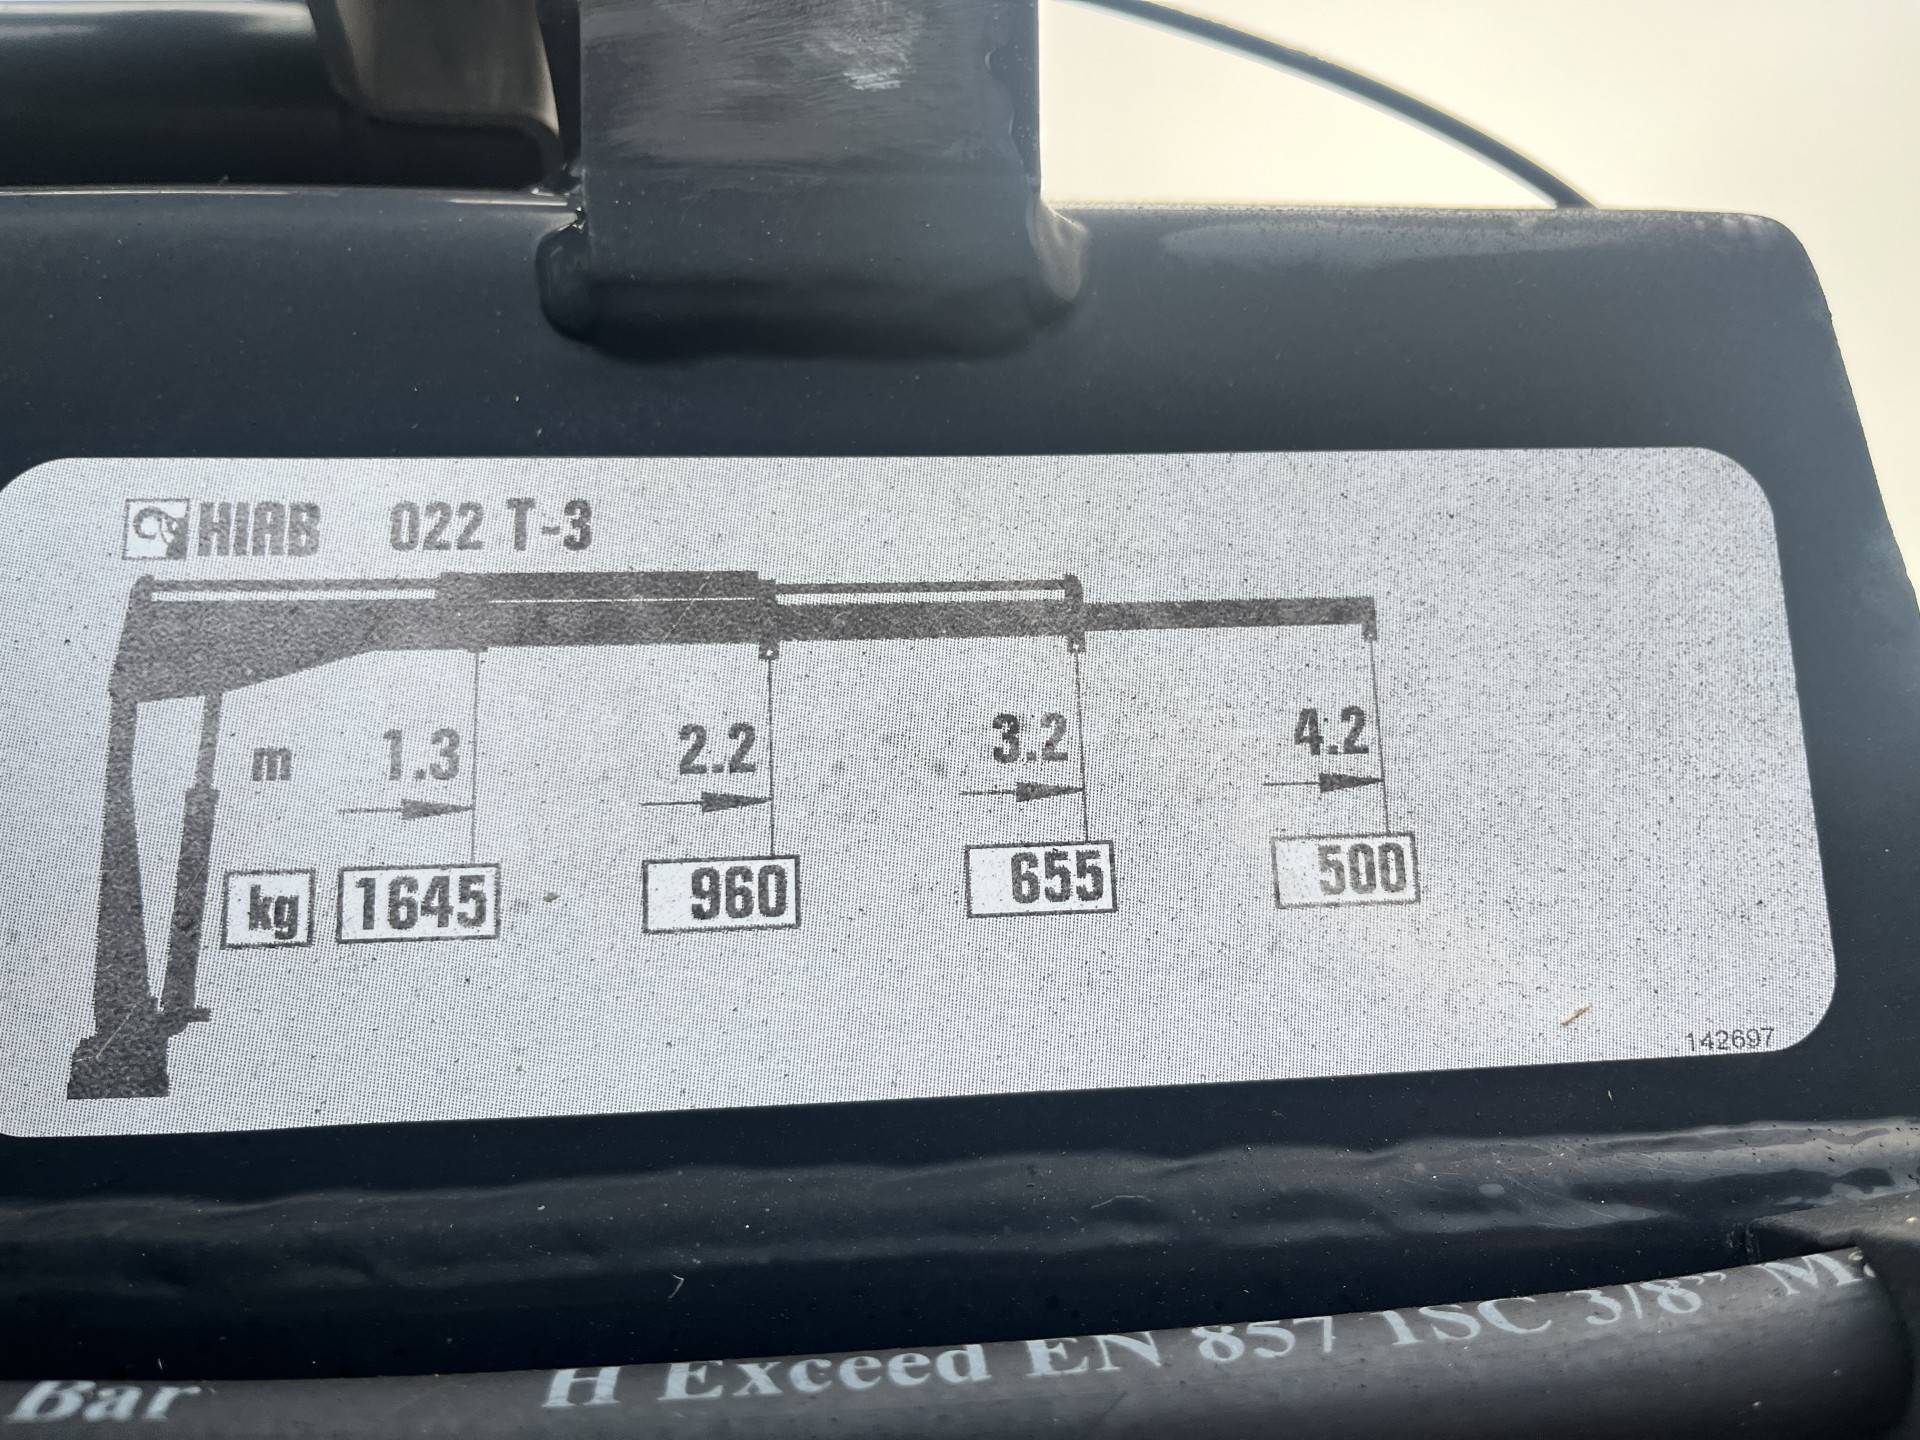 HIAB 022 T-3
m 1.3 2.2 3.2 4.2
kg 1645 960 655 500
142697
Bar H Exceed EN 857 1SC 3/8"